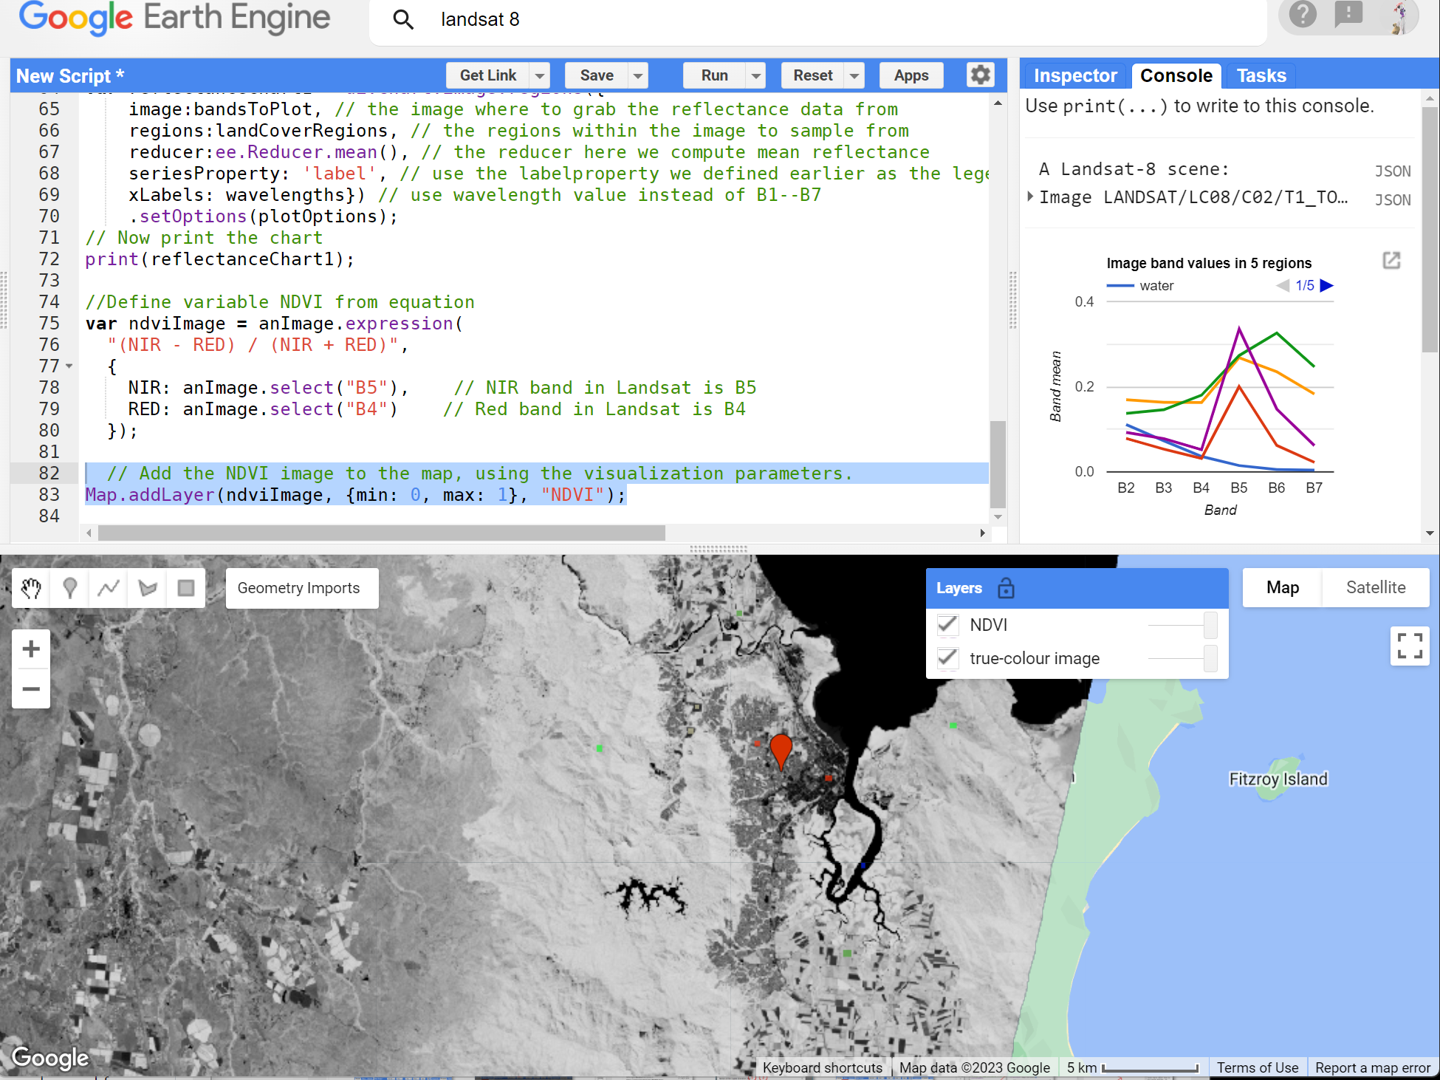 Google Earth Engine
landsat 8
New Script *
Get Link
Save
Run
Reset
Apps
65 image:bandsToPlot, // the image where to grab the reflectance data from
66 regions:landCoverRegions, // the regions within the image to sample from
67 reducer:ee.Reducer.mean(), // the reducer here we compute mean reflectance
68 seriesProperty: 'label', // use the labelproperty we defined earlier as the lege
69 xLabels: wavelengths}) // use wavelength value instead of B1--B7
70 .setOptions(plotOptions);
71 // Now print the chart
72 print(reflectanceChart1);
73
74 //Define variable NDVI from equation
75 var ndviImage = anImage.expression(
76 "(NIR - RED) / (NIR + RED)",
77 {
78 NIR: anImage.select("B5"), // NIR band in Landsat is B5
79 RED: anImage.select("B4") // Red band in Landsat is B4
80 });
81
82 // Add the NDVI image to the map, using the visualization parameters.
83 Map.addLayer(ndviImage, {min: 0, max: 1}, "NDVI");
84
Inspector
Console
Tasks
Use print(...) to write to this console.
A Landsat-8 scene:
JSON
Image LANDSAT/LC08/C02/T1_TO...
JSON
Image band values in 5 regions
water
1/5
0.4
0.2
0.0
Band mean
B2 B3 B4 B5 B6 B7
Band
Geometry Imports
Layers
NDVI
true-colour image
Map
Satellite
Fitzroy Island
Google
Keyboard shortcuts
Map data ©2023 Google
5 km
Terms of Use
Report a map error